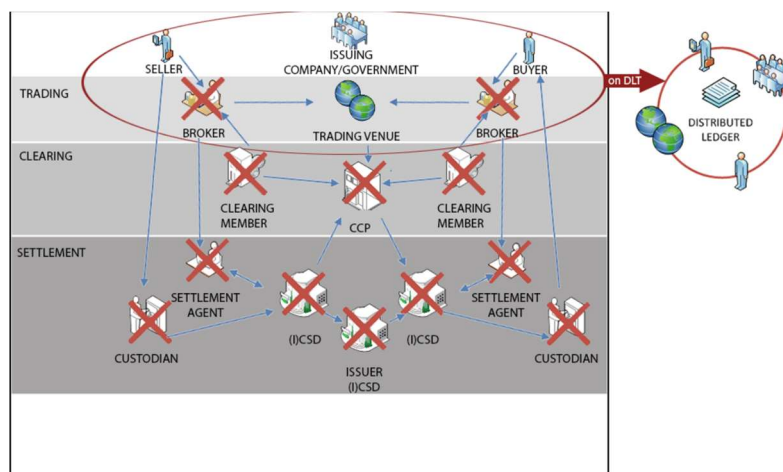 ISSUING
COMPANY/GOVERNMENT
SELLER
BUYER
on DLT
TRADING
BROKER
TRADING VENUE
BROKER
DISTRIBUTED
LEDGER
CLEARING
CLEARING
MEMBER
CCP
CLEARING
MEMBER
SETTLEMENT
SETTLEMENT
AGENT
SETTLEMENT
AGENT
(I)CSD
(I)CSD
CUSTODIAN
CUSTODIAN
ISSUER
(I)CSD